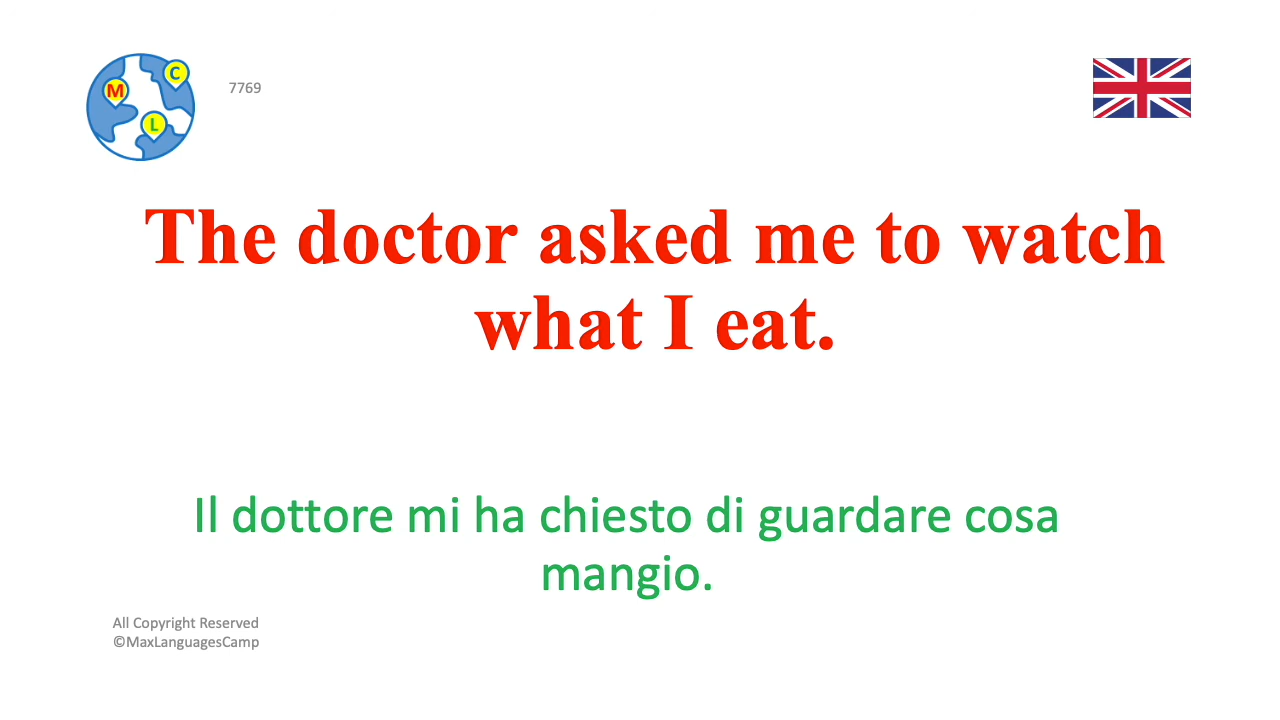 M
C
L
7769
The doctor asked me to watch
what I eat.
Il dottore mi ha chiesto di guardare cosa
mangio.
All Copyright Reserved
©MaxLanguagesCamp